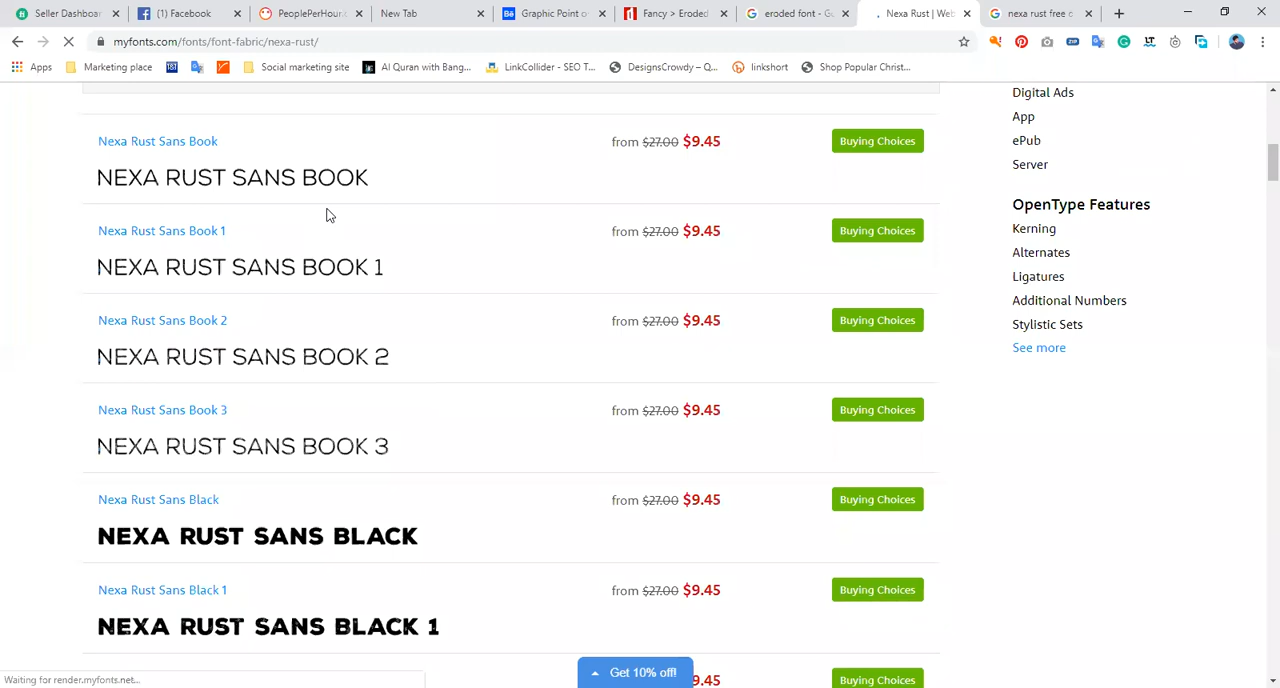 Seller Dashboar
(1) Facebook
PeoplePerHour.c
New Tab
Graphic Point o
Fancy > Eroded
eroded font - Go
Nexa Rust | Web
nexa rust free d
myfonts.com/fonts/font-fabric/nexa-rust/
Apps
Marketing place
Social marketing site
Al Quran with Bang...
LinkCollider - SEO T...
DesignsCrowdy – Q...
linkshort
Shop Popular Christ...
Digital Ads
App
ePub
Server
OpenType Features
Kerning
Alternates
Ligatures
Additional Numbers
Stylistic Sets
See more
Nexa Rust Sans Book
from $27.00 $9.45
Buying Choices
NEXA RUST SANS BOOK
Nexa Rust Sans Book 1
from $27.00 $9.45
Buying Choices
NEXA RUST SANS BOOK 1
Nexa Rust Sans Book 2
from $27.00 $9.45
Buying Choices
NEXA RUST SANS BOOK 2
Nexa Rust Sans Book 3
from $27.00 $9.45
Buying Choices
NEXA RUST SANS BOOK 3
Nexa Rust Sans Black
from $27.00 $9.45
Buying Choices
NEXA RUST SANS BLACK
Nexa Rust Sans Black 1
from $27.00 $9.45
Buying Choices
NEXA RUST SANS BLACK 1
Get 10% off!
9.45
Buying Choices
Waiting for render.myfonts.net...